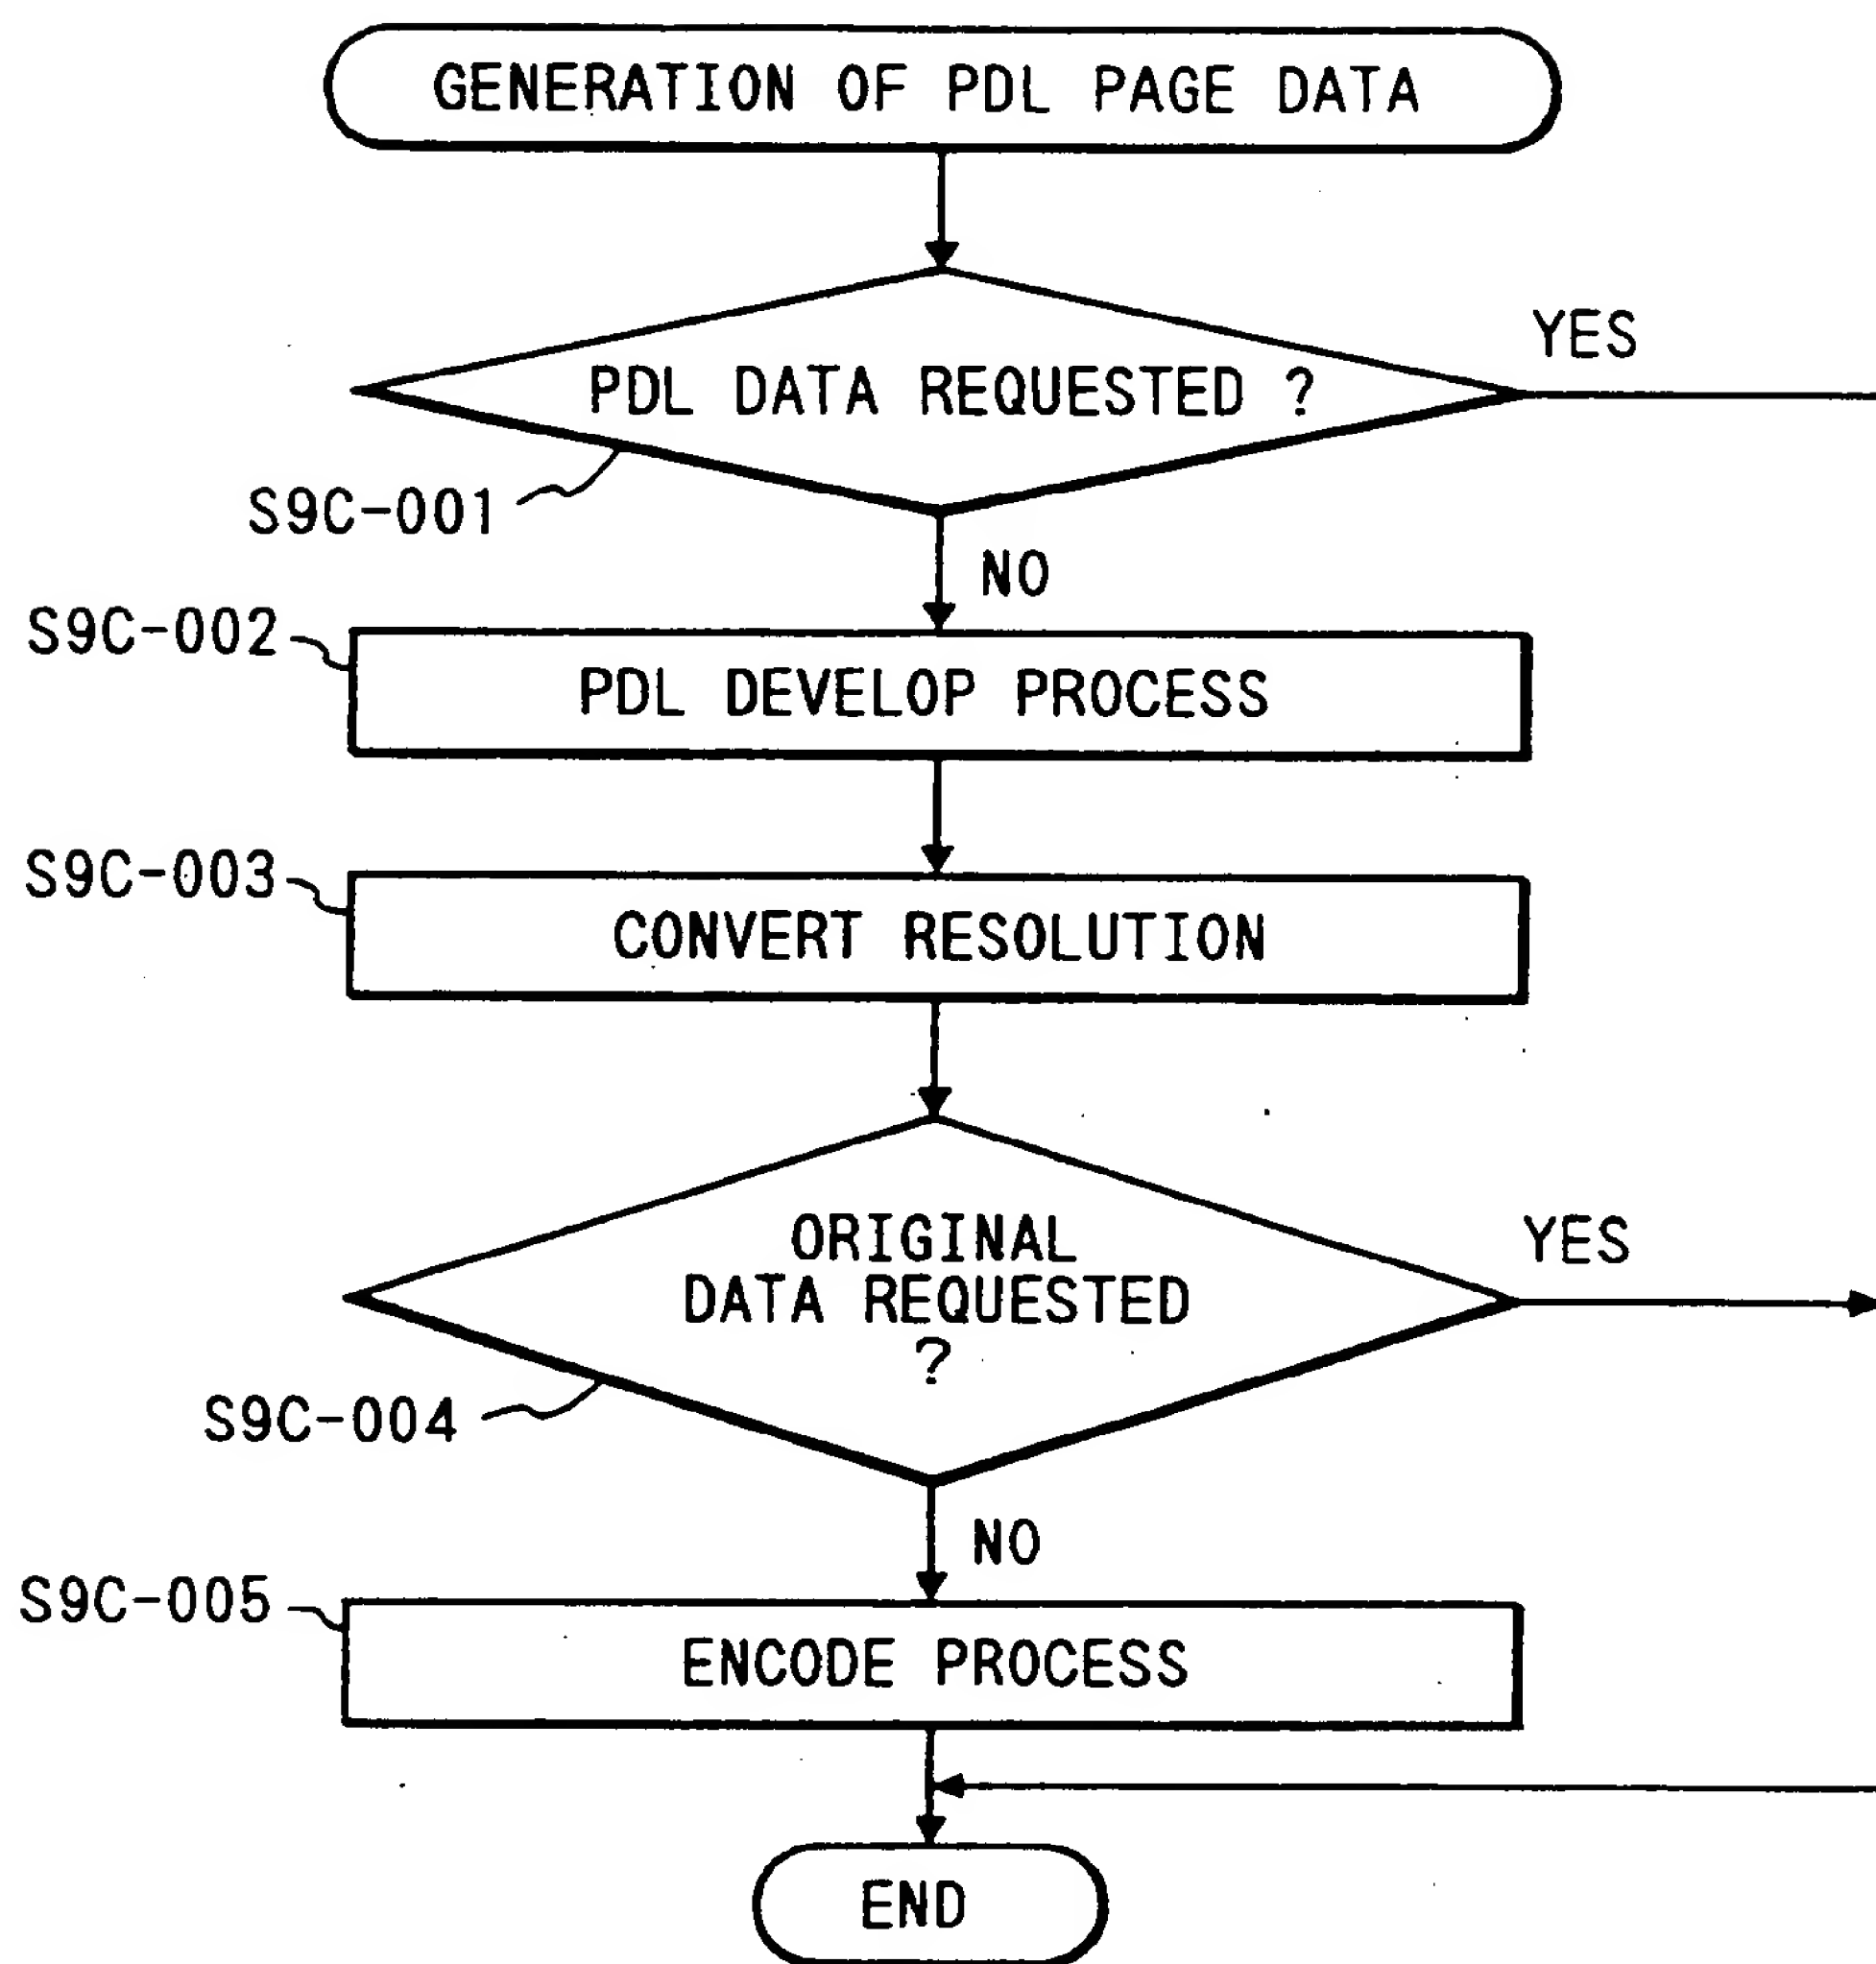 GENERATION OF PDL PAGE DATA
YES
PDL DATA REQUESTED ?
S9C-001
NO
S9C-002
PDL DEVELOP PROCESS
S9C-003
CONVERT RESOLUTION
ORIGINAL
DATA REQUESTED
?
YES
S9C-004
NO
S9C-005
ENCODE PROCESS
END